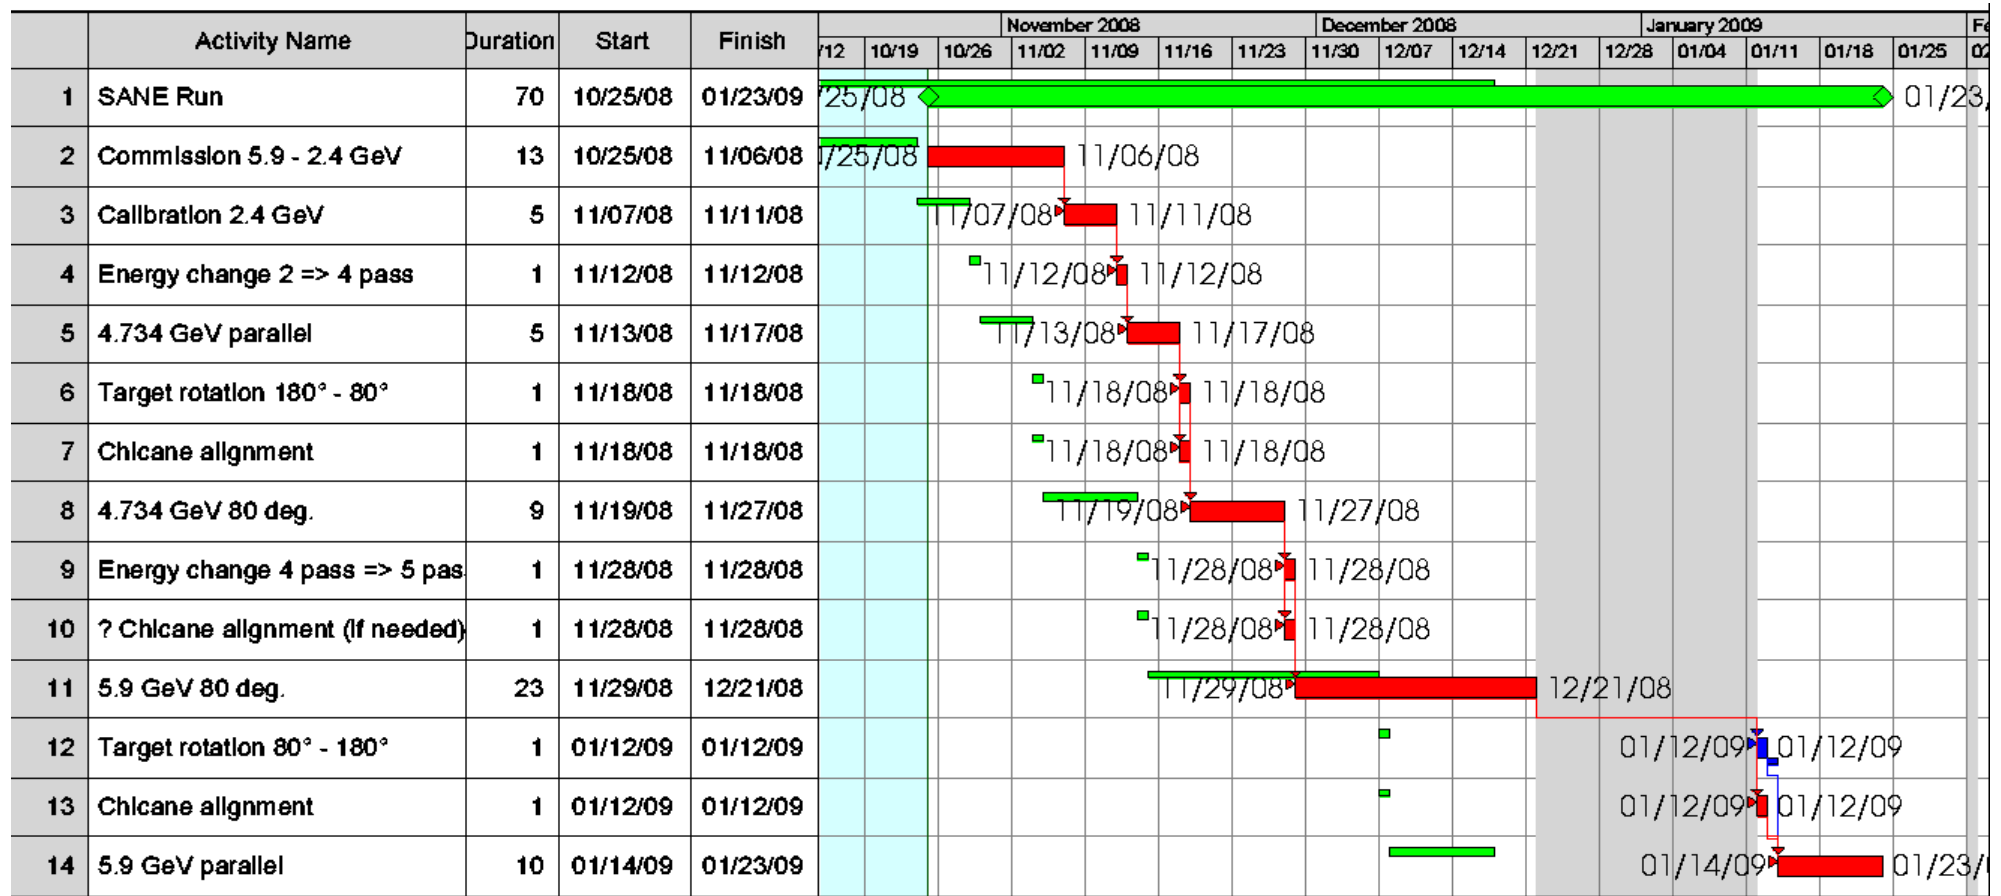 Activity Name Duration Start Finish November 2008 December 2008 January 2009 Fe
/12 10/19 10/26 11/02 11/09 11/16 11/23 11/30 12/07 12/14 12/21 12/28 01/04 01/11 01/18 01/25 02
1 SANE Run 70 10/25/08 01/23/09 /25/08 01/23/
2 Commission 5.9 - 2.4 GeV 13 10/25/08 11/06/08 /25/08 11/06/08
3 Calibration 2.4 GeV 5 11/07/08 11/11/08 11/07/08 11/11/08
4 Energy change 2 => 4 pass 1 11/12/08 11/12/08 11/12/08 11/12/08
5 4.734 GeV parallel 5 11/13/08 11/17/08 11/13/08 11/17/08
6 Target rotation 180° - 80° 1 11/18/08 11/18/08 11/18/08 11/18/08
7 Chicane alignment 1 11/18/08 11/18/08 11/18/08 11/18/08
8 4.734 GeV 80 deg. 9 11/19/08 11/27/08 11/19/08 11/27/08
9 Energy change 4 pass => 5 pas 1 11/28/08 11/28/08 11/28/08 11/28/08
10 ? Chicane alignment (if needed) 1 11/28/08 11/28/08 11/28/08 11/28/08
11 5.9 GeV 80 deg. 23 11/29/08 12/21/08 11/29/08 12/21/08
12 Target rotation 80° - 180° 1 01/12/09 01/12/09 01/12/09 01/12/09
13 Chicane alignment 1 01/12/09 01/12/09 01/12/09 01/12/09
14 5.9 GeV parallel 10 01/14/09 01/23/09 01/14/09 01/23/